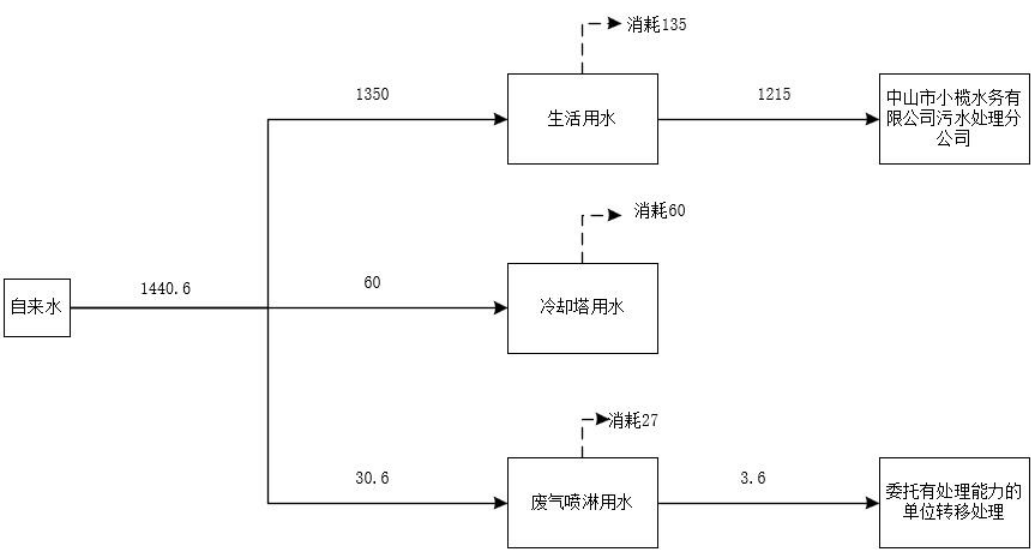 消耗135
1350
生活用水
1215
中山市小榄水务有
限公司污水处理分
公司
消耗60
自来水
1440.6
60
冷却塔用水
消耗27
30.6
废气喷淋用水
3.6
委托有处理能力的
单位转移处理